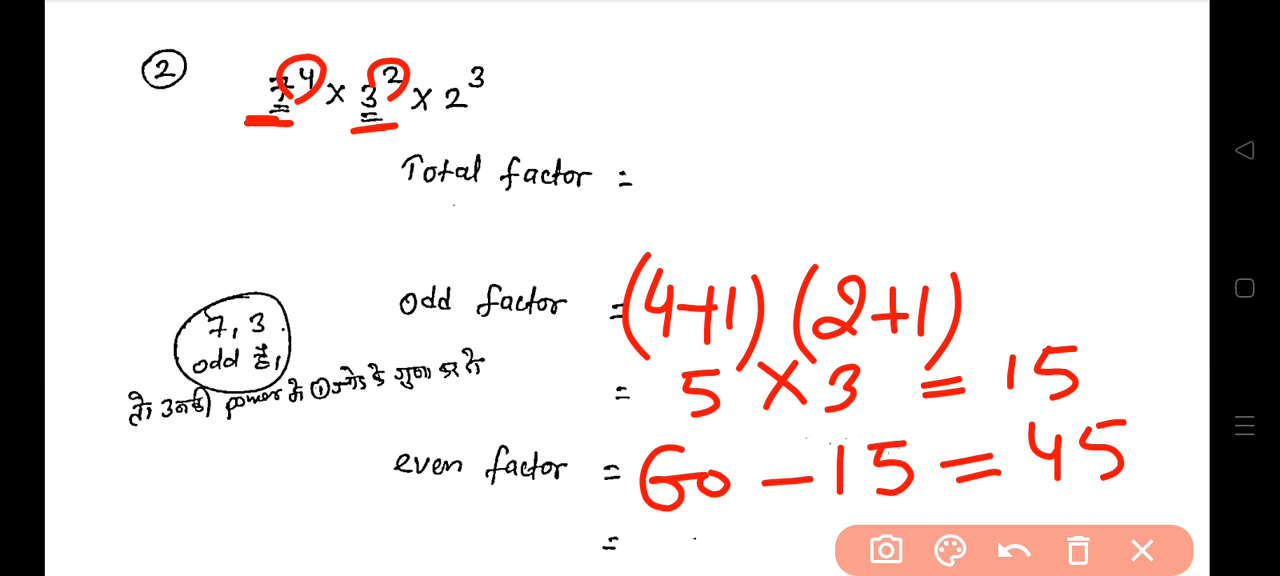 ②
7⁴ × 3² × 2³
Total factor =
odd factor = (4+1) (2+1)
7, 3
odd है,
तो उनकी power में ① जोड़ के गुणा कर दे
= 5 × 3 = 15
even factor = 60 - 15 = 45
=